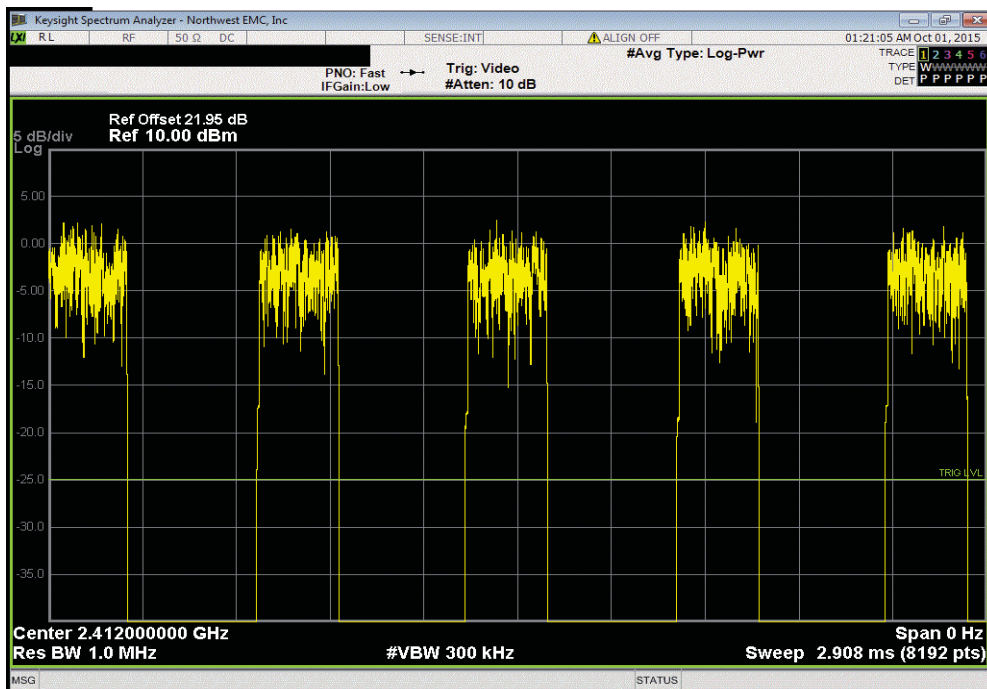 Keysight Spectrum Analyzer - Northwest EMC, Inc
LXI RL RF 50 Ω DC SENSE:INT ALIGN OFF 01:21:05 AM Oct 01, 2015
#Avg Type: Log-Pwr TRACE 1 2 3 4 5 6
PNO: Fast Trig: Video TYPE WWWWWW
IFGain:Low #Atten: 10 dB DET P P P P P P
Ref Offset 21.95 dB
5 dB/div Ref 10.00 dBm
Log
5.00
0.00
-5.00
-10.0
-15.0
-20.0
TRIG LVL
-25.0
-30.0
-35.0
Center 2.412000000 GHz Span 0 Hz
Res BW 1.0 MHz #VBW 300 kHz Sweep 2.908 ms (8192 pts)
MSG STATUS